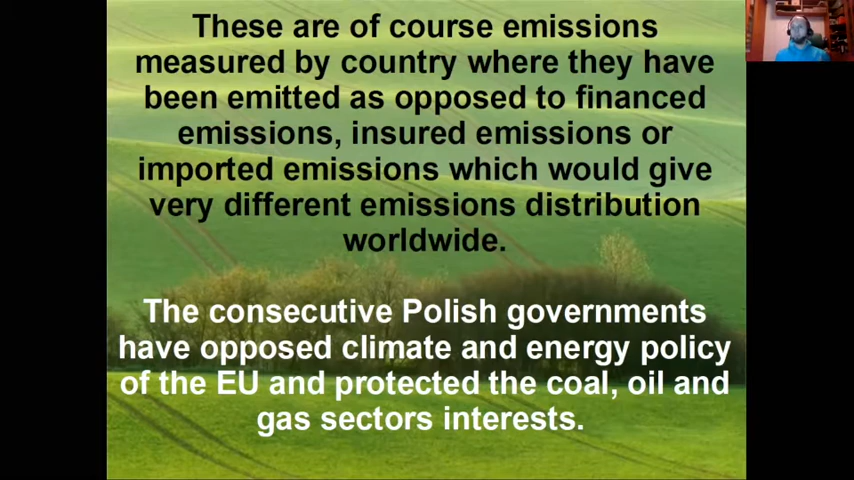 These are of course emissions
measured by country where they have
been emitted as opposed to financed
emissions, insured emissions or
imported emissions which would give
very different emissions distribution
worldwide.
The consecutive Polish governments
have opposed climate and energy policy
of the EU and protected the coal, oil and
gas sectors interests.